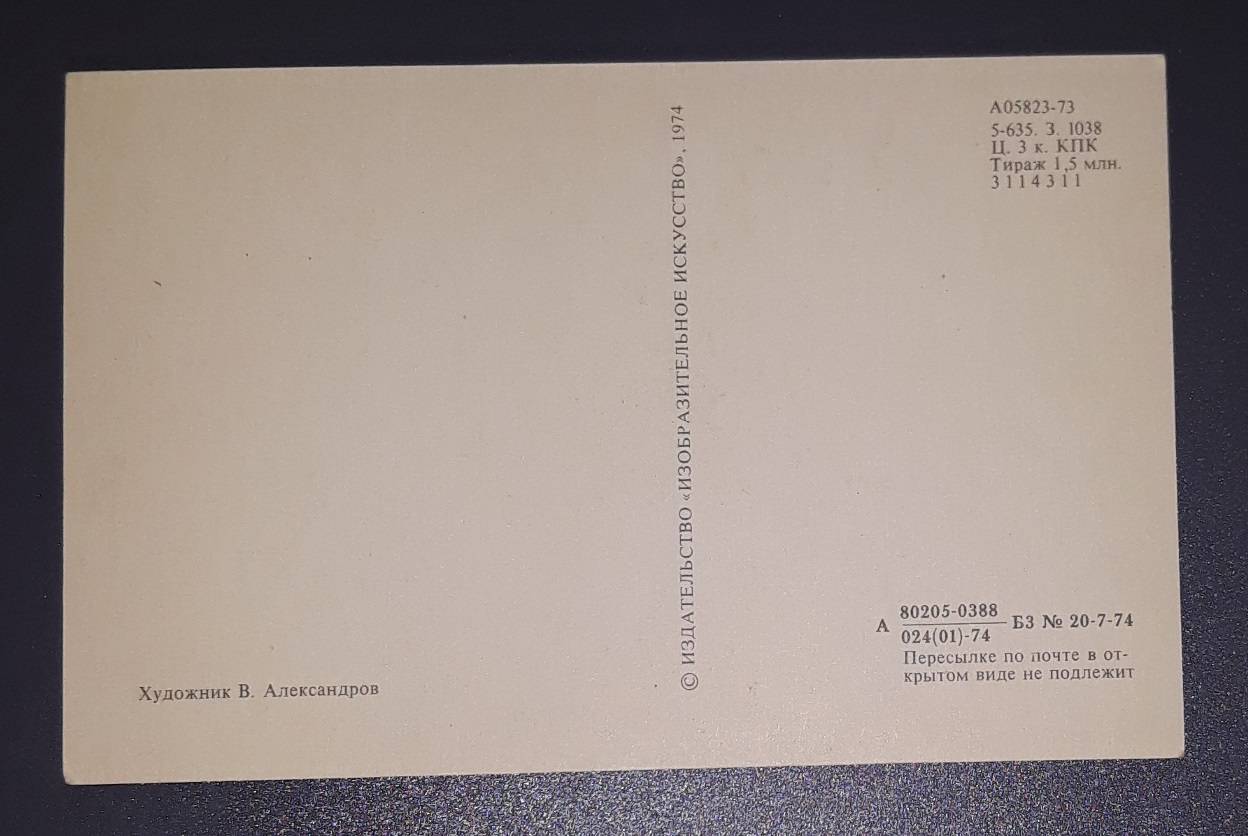 Художник В. Александров
© ИЗДАТЕЛЬСТВО «ИЗОБРАЗИТЕЛЬНОЕ ИСКУССТВО», 1974
А05823-73
5-635. З. 1038
Ц. 3 к. КПК
Тираж 1,5 млн.
3114311
А 80205-0388 БЗ № 20-7-74
024(01)-74
Пересылке по почте в от-
крытом виде не подлежит